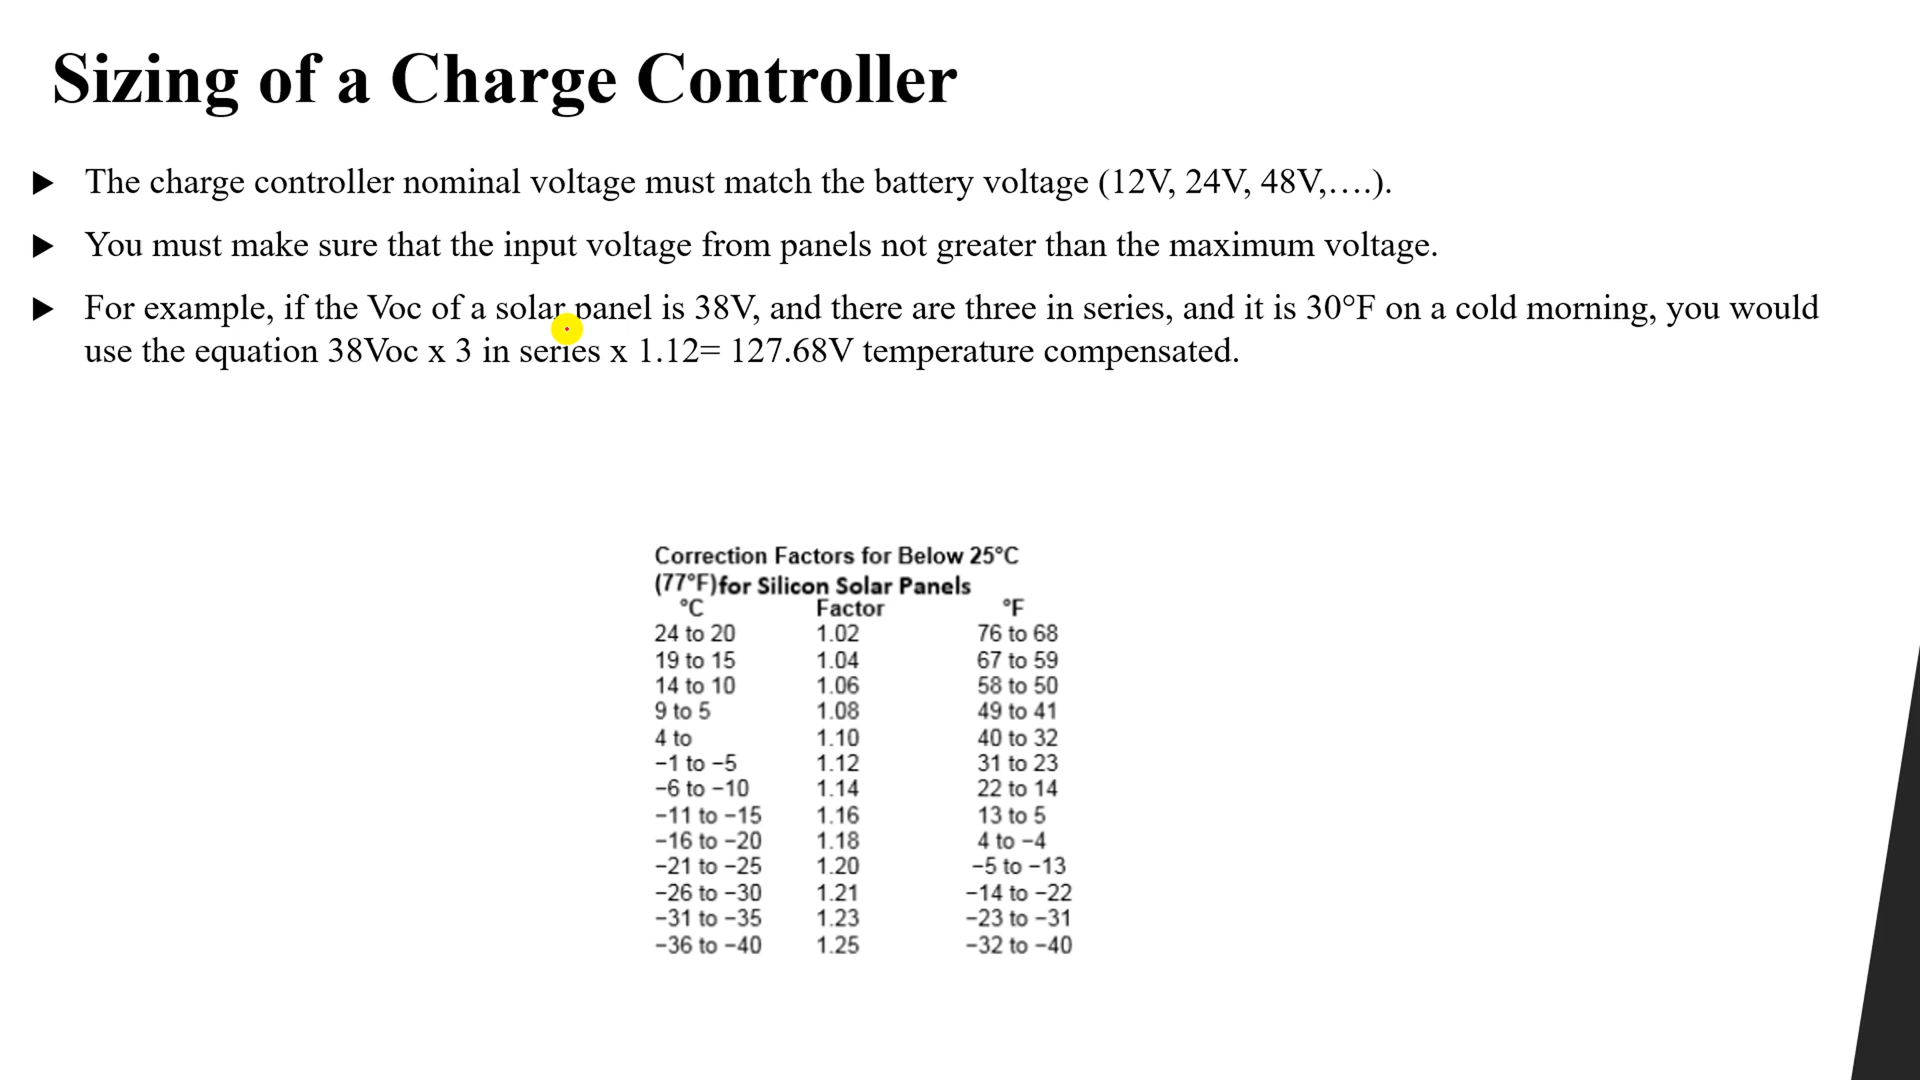 Sizing of a Charge Controller
The charge controller nominal voltage must match the battery voltage (12V, 24V, 48V,….).
You must make sure that the input voltage from panels not greater than the maximum voltage.
For example, if the Voc of a solar panel is 38V, and there are three in series, and it is 30°F on a cold morning, you would
use the equation 38Voc x 3 in series x 1.12= 127.68V temperature compensated.
Correction Factors for Below 25°C
(77°F)for Silicon Solar Panels
°C Factor °F
24 to 20 1.02 76 to 68
19 to 15 1.04 67 to 59
14 to 10 1.06 58 to 50
9 to 5 1.08 49 to 41
4 to 1.10 40 to 32
−1 to −5 1.12 31 to 23
−6 to −10 1.14 22 to 14
−11 to −15 1.16 13 to 5
−16 to −20 1.18 4 to −4
−21 to −25 1.20 −5 to −13
−26 to −30 1.21 −14 to −22
−31 to −35 1.23 −23 to −31
−36 to −40 1.25 −32 to −40